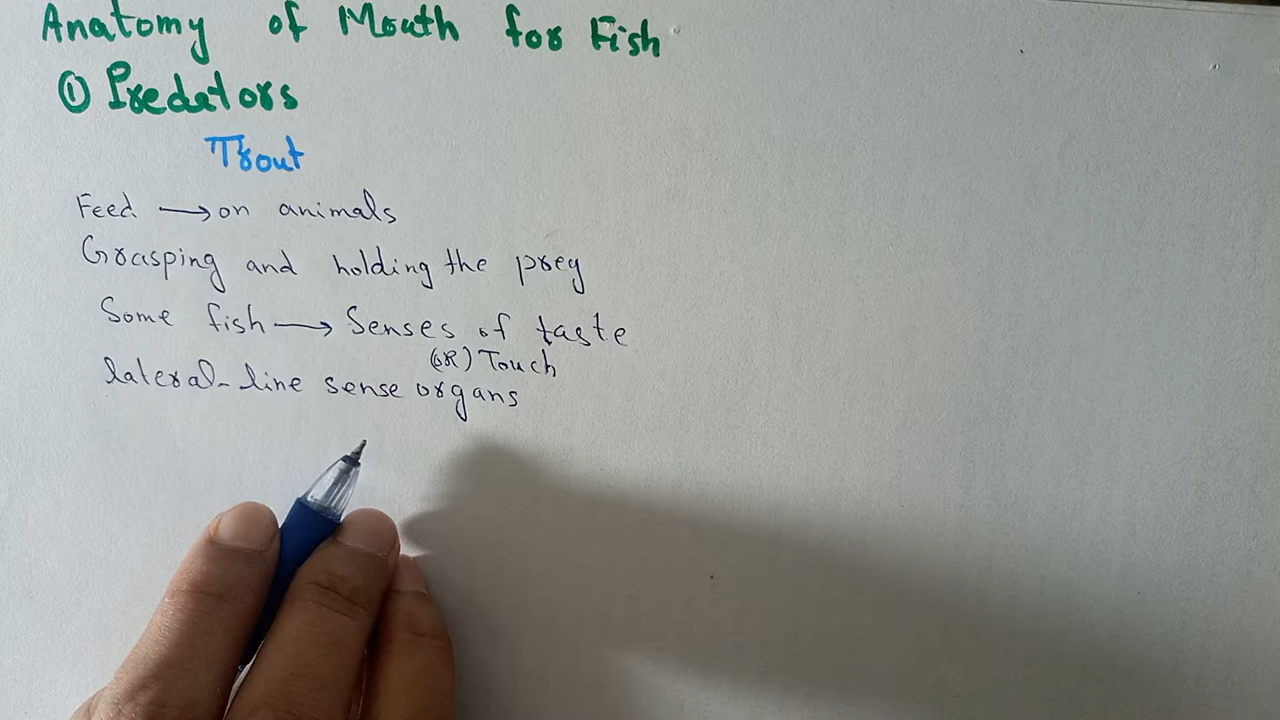 Anatomy of Mouth for Fish
① Predators
Trout
Feed → on animals
Grasping and holding the prey
Some fish → Senses of taste
(OR) Touch
lateral-line sense organs